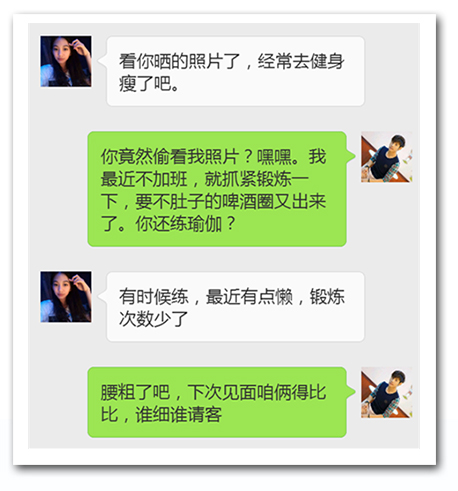 看你晒的照片了，经常去健身
瘦了吧。
你竟然偷看我照片？嘿嘿。我
最近不加班，就抓紧锻炼一
下，要不肚子的啤酒圈又出来
了。你还练瑜伽？
有时候练，最近有点懒，锻炼
次数少了
腰粗了吧，下次见面咱俩得比
比，谁细谁请客